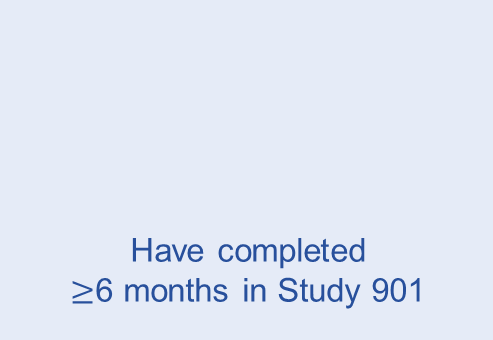 Have completed
≥6 months in Study 901